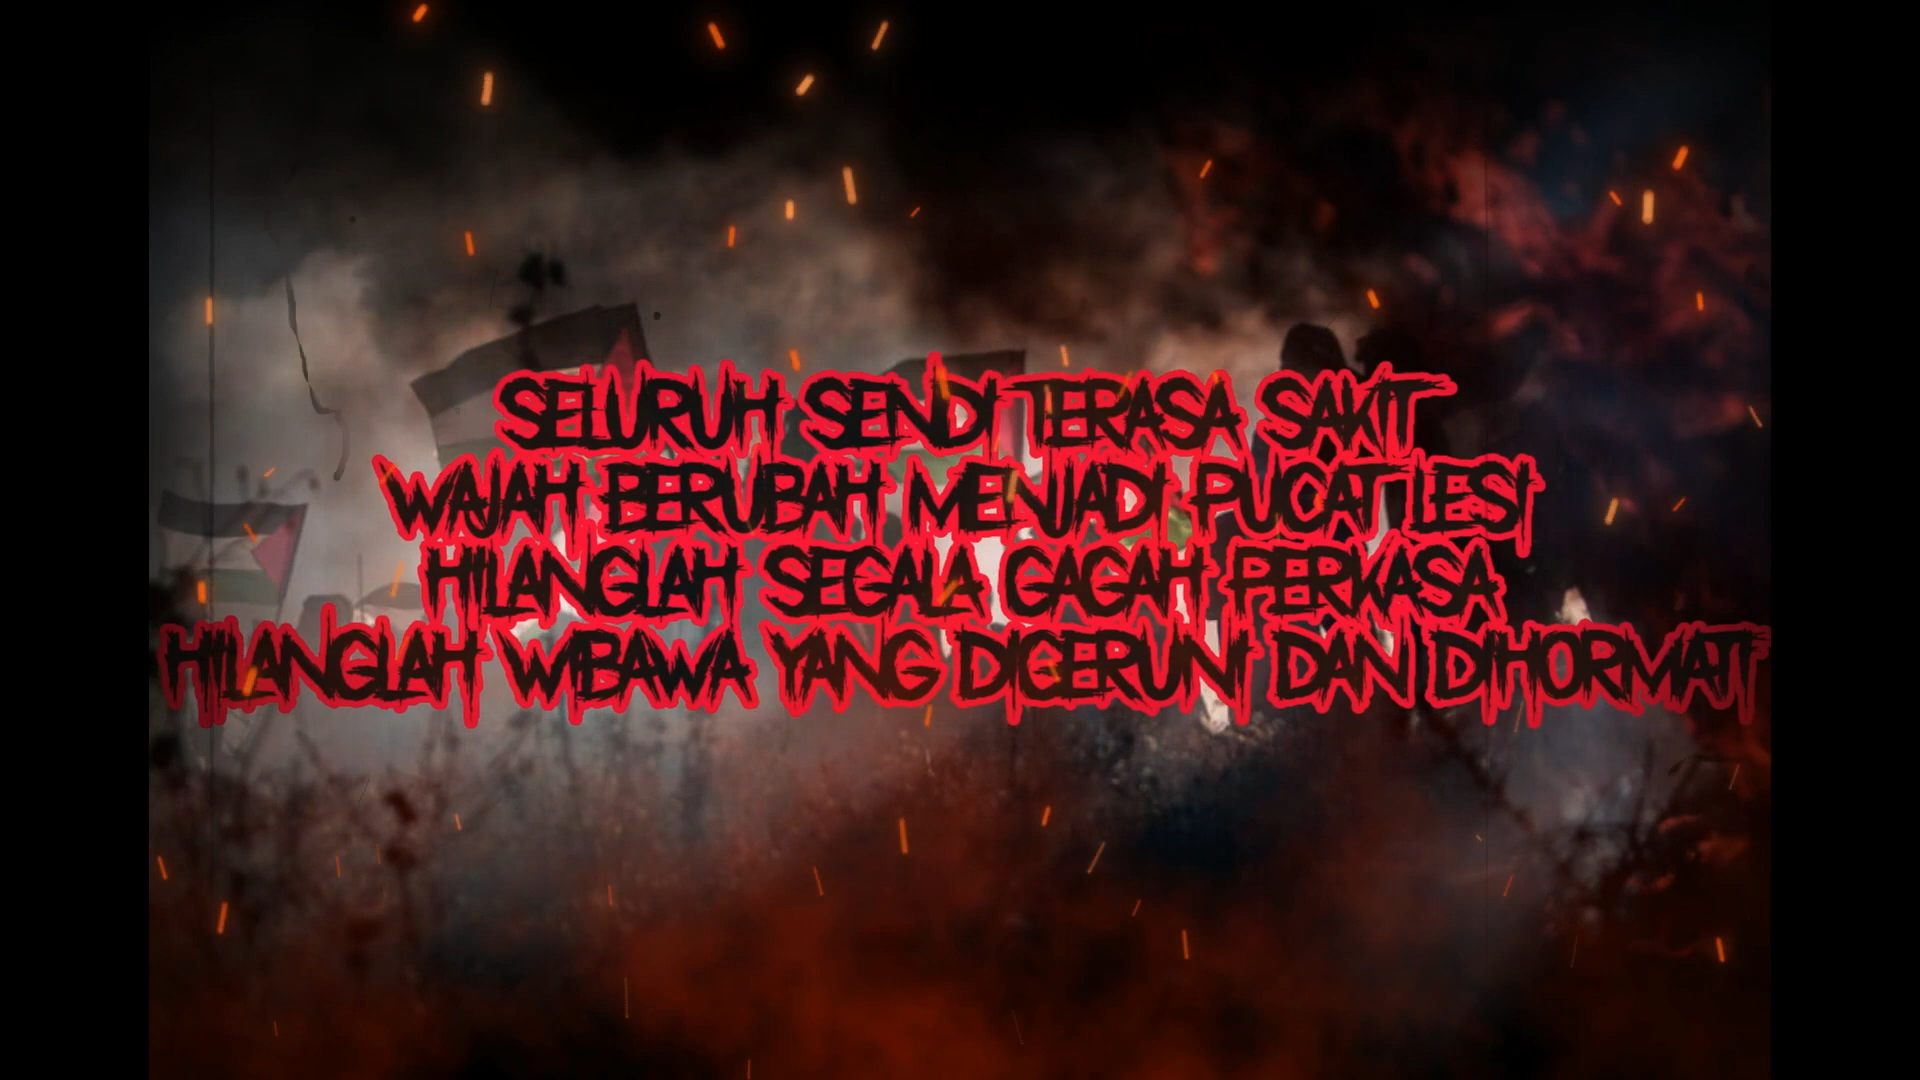 SELURUH SENDI TERASA SAKIT
WAJAH BERUBAH MENJADI PUCAT LESI
HILANGLAH SEGALA GAGAH PERKASA
HILANGLAH WIBAWA YANG DIGERUNI DAN DIHORMATI